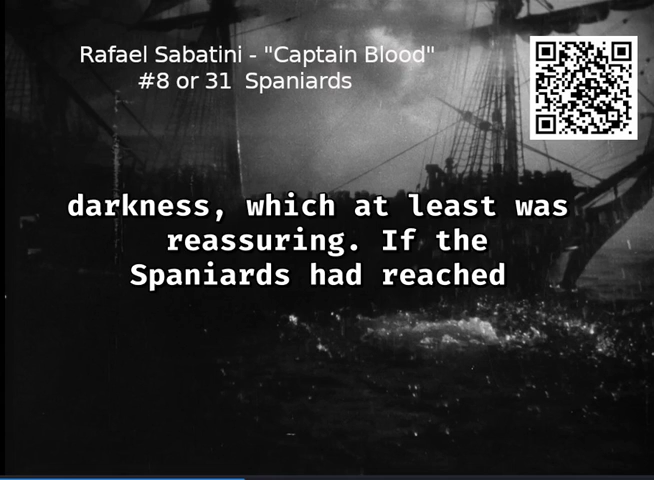 Rafael Sabatini - "Captain Blood"
#8 or 31  Spaniards
darkness, which at least was
reassuring. If the
Spaniards had reached